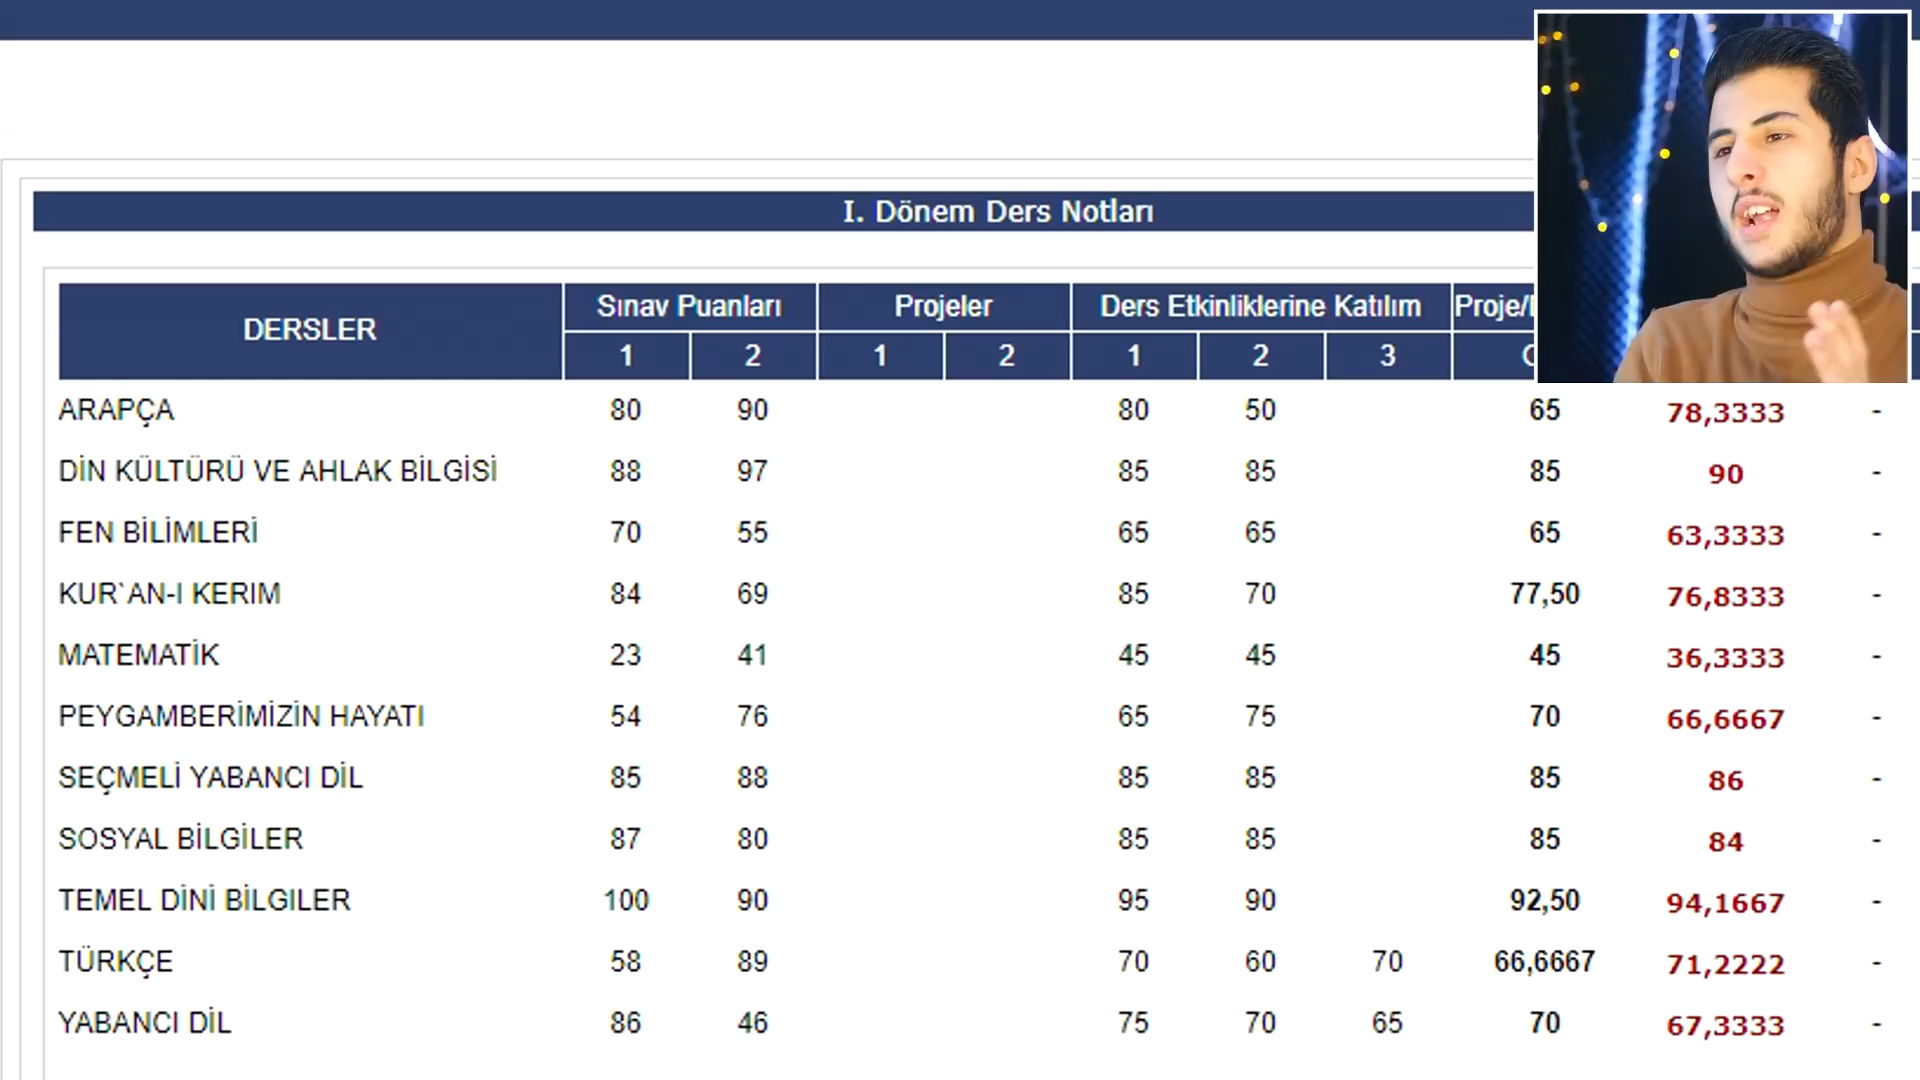 I. Dönem Ders Notları
DERSLER Sınav Puanları Projeler Ders Etkinliklerine Katılım Proje/
1 2 1 2 1 2 3
ARAPÇA 80 90 80 50 65 78,3333 -
DİN KÜLTÜRÜ VE AHLAK BİLGİSİ 88 97 85 85 85 90 -
FEN BİLİMLERİ 70 55 65 65 65 63,3333 -
KUR`AN-I KERIM 84 69 85 70 77,50 76,8333 -
MATEMATİK 23 41 45 45 45 36,3333 -
PEYGAMBERİMİZİN HAYATI 54 76 65 75 70 66,6667 -
SEÇMELİ YABANCI DİL 85 88 85 85 85 86 -
SOSYAL BİLGİLER 87 80 85 85 85 84 -
TEMEL DİNİ BİLGILER 100 90 95 90 92,50 94,1667 -
TÜRKÇE 58 89 70 60 70 66,6667 71,2222 -
YABANCI DİL 86 46 75 70 65 70 67,3333 -